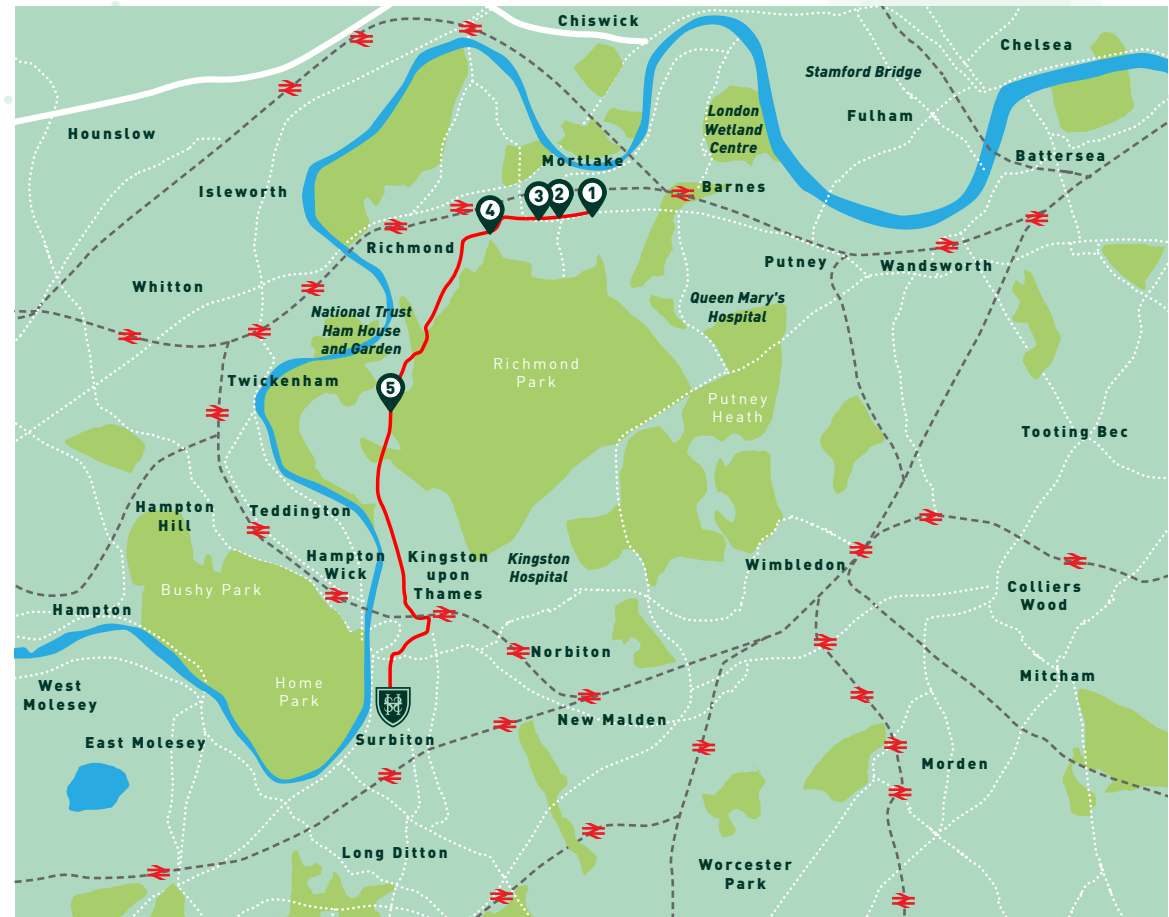 Chiswick
Chelsea
Stamford Bridge
Hounslow
London
Wetland
Centre
Fulham
Mortlake
Battersea
Isleworth
Barnes
4
3
2
1
Richmond
Putney
Wandsworth
Whitton
National Trust
Ham House
and Garden
Queen Mary's
Hospital
Richmond
Park
Twickenham
5
Putney
Heath
Tooting Bec
Hampton
Hill
Teddington
Hampton
Wick
Kingston
upon
Thames
Kingston
Hospital
Wimbledon
Bushy Park
Colliers
Wood
Hampton
Norbiton
West
Molesey
Home
Park
Mitcham
New Malden
East Molesey
Surbiton
Morden
Long Ditton
Worcester
Park